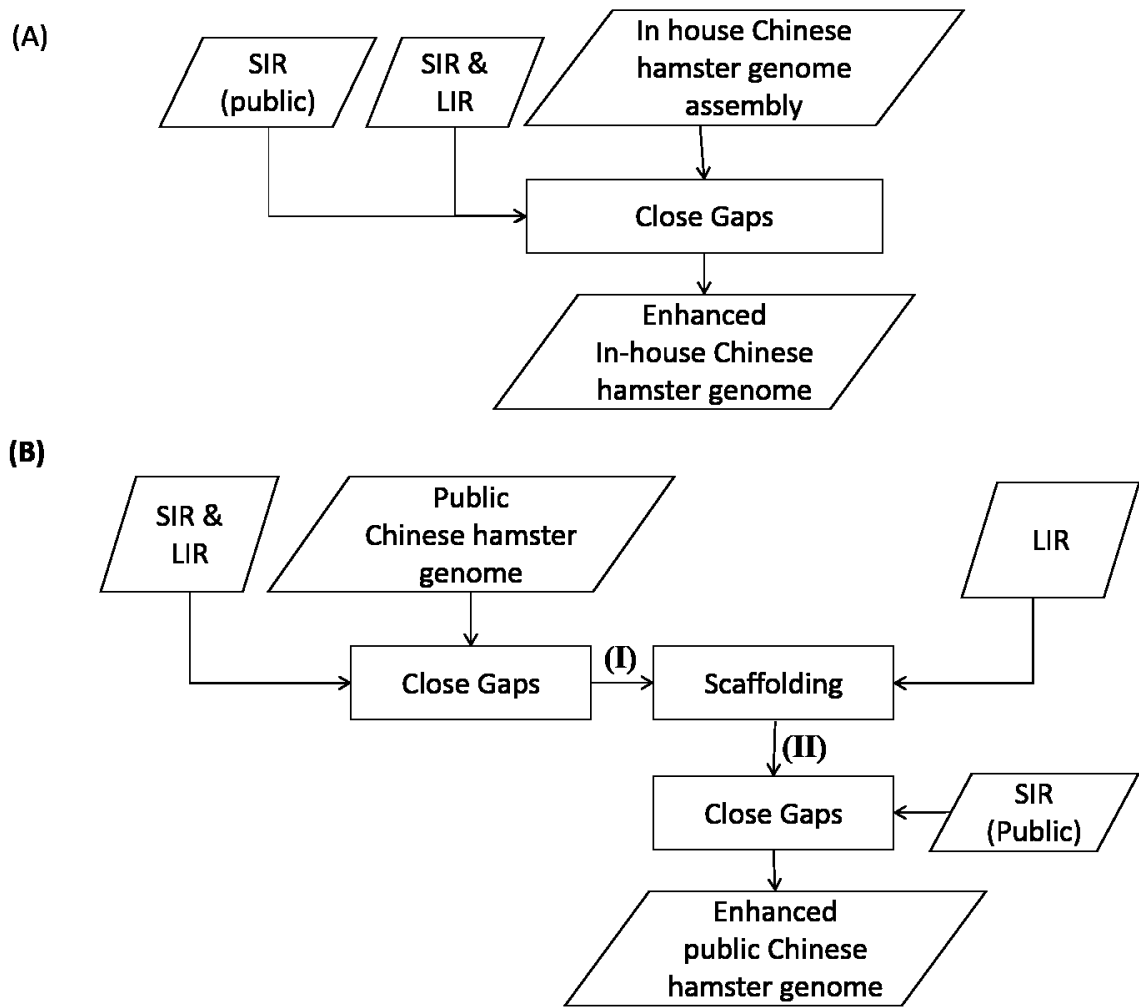 (A)
SIR
(public)
SIR &
LIR
In house Chinese
hamster genome
assembly
Close Gaps
Enhanced
In-house Chinese
hamster genome
(B)
SIR &
LIR
Public
Chinese hamster
genome
LIR
Close Gaps
(I)
Scaffolding
(II)
Close Gaps
SIR
(Public)
Enhanced
public Chinese
hamster genome